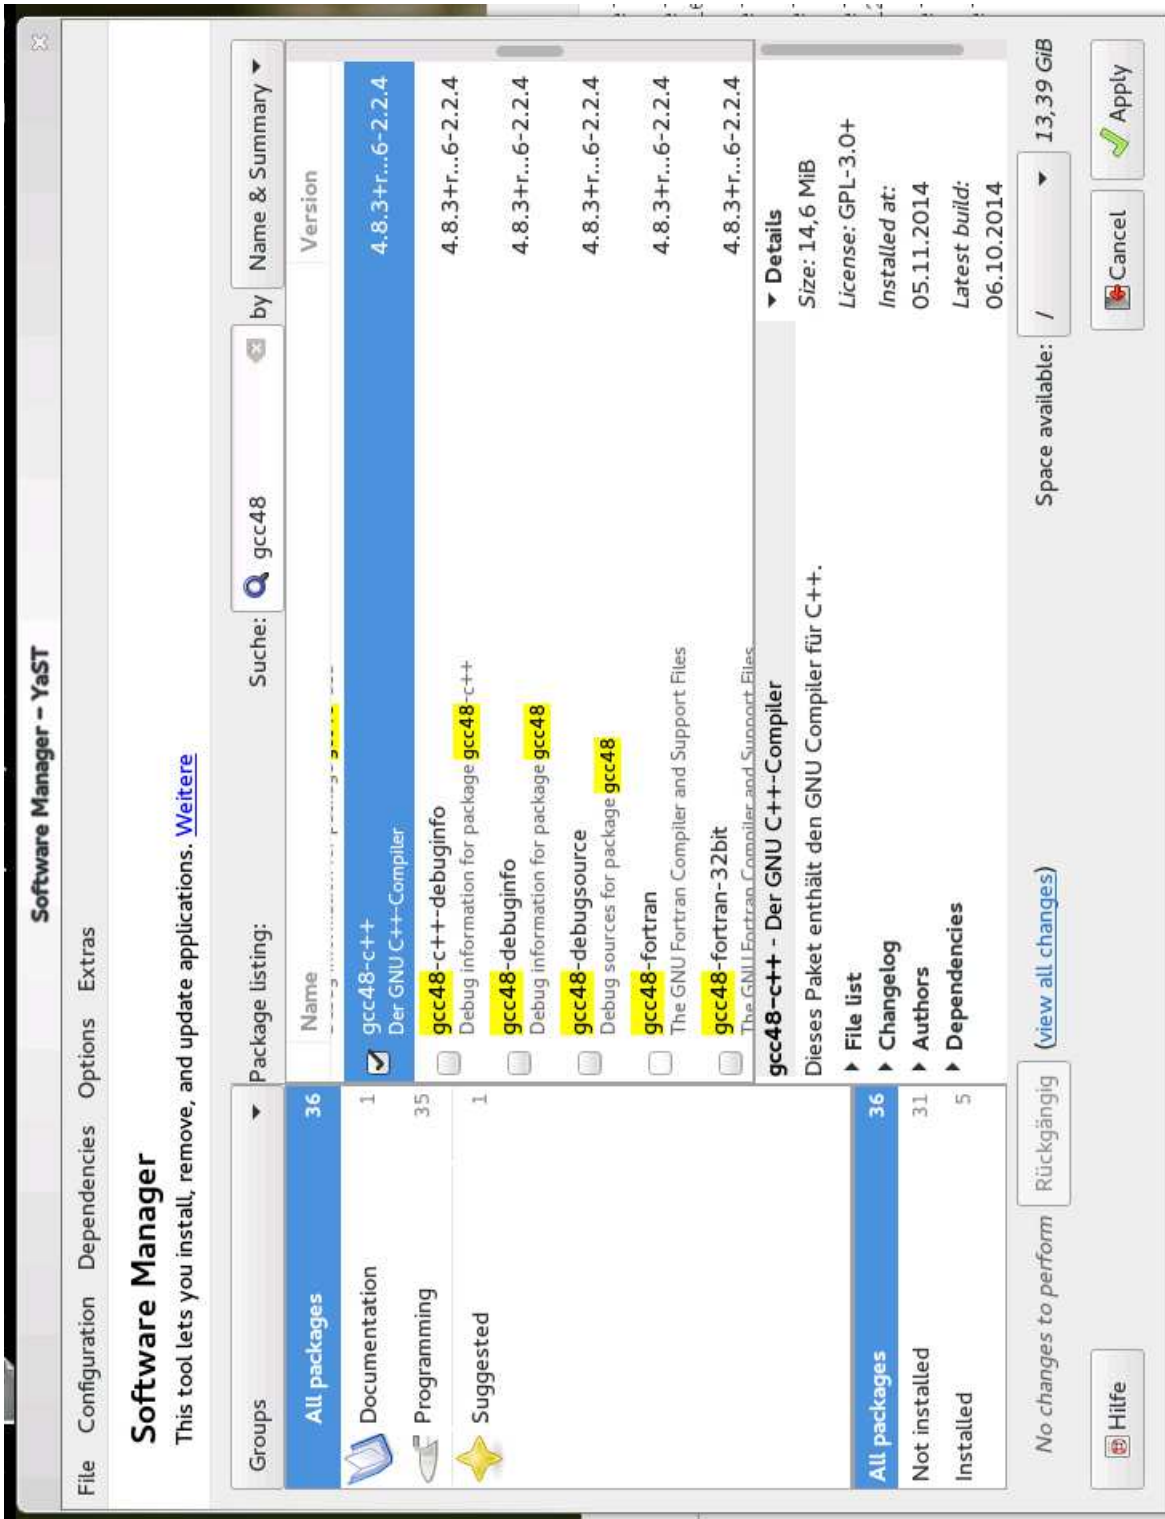 Software Manager – YaST
File Configuration Dependencies Options Extras
Software Manager
This tool lets you install, remove, and update applications. Weitere
Groups
Package listing:
Suche: gcc48 by Name & Summary
All packages 36
Documentation 1
Programming 35
Suggested 1
All packages 36
Not installed 31
Installed 5
Name Version
gcc48-c++ 4.8.3+r...6-2.2.4
Der GNU C++-Compiler
gcc48-c++-debuginfo 4.8.3+r...6-2.2.4
Debug information for package gcc48-c++
gcc48-debuginfo 4.8.3+r...6-2.2.4
Debug information for package gcc48
gcc48-debugsource 4.8.3+r...6-2.2.4
Debug sources for package gcc48
gcc48-fortran 4.8.3+r...6-2.2.4
The GNU Fortran Compiler and Support Files
gcc48-fortran-32bit 4.8.3+r...6-2.2.4
The GNU Fortran Compiler and Support Files
gcc48-c++ - Der GNU C++-Compiler
Dieses Paket enthält den GNU Compiler für C++.
File list
Changelog
Authors
Dependencies
Details
Size: 14,6 MiB
License: GPL-3.0+
Installed at:
05.11.2014
Latest build:
06.10.2014
No changes to perform Rückgängig (view all changes) Space available: / 13,39 GiB
Hilfe Cancel Apply